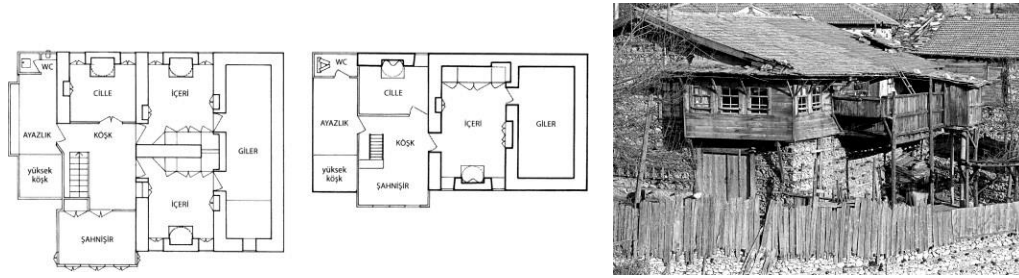 WC
CİLLE
İÇERİ
AYAZLIK
KÖŞK
GİLER
yüksek
köşk
İÇERİ
ŞAHNİŞİR
WC
CİLLE
AYAZLIK
KÖŞK
İÇERİ
GİLER
yüksek
köşk
ŞAHNİŞİR